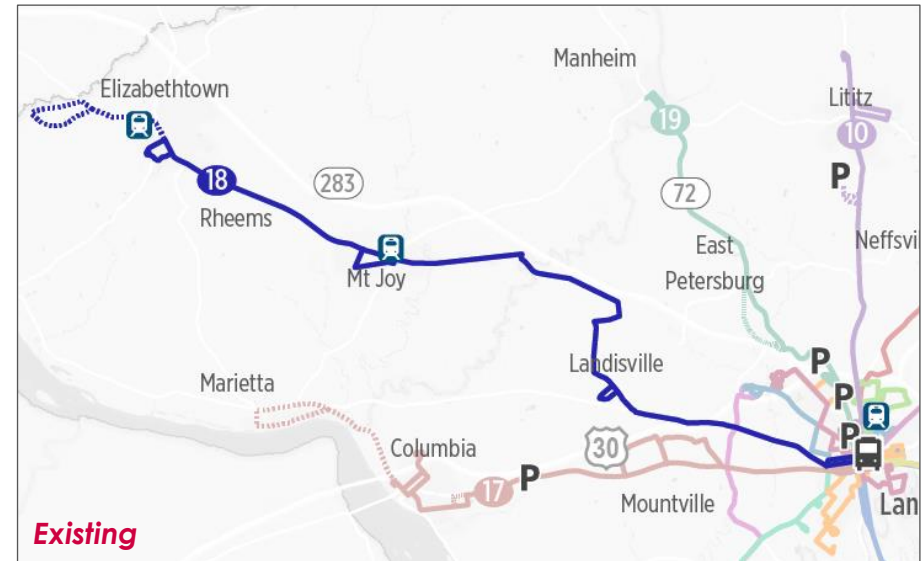 Manheim
Elizabethtown
Lititz
19
10
P
18
283
72
Rheems
East
Petersburg
Neffsvi
Mt Joy
Landisville
P
Marietta
P
P
Columbia
30
P
17
Mountville
Lan
Existing